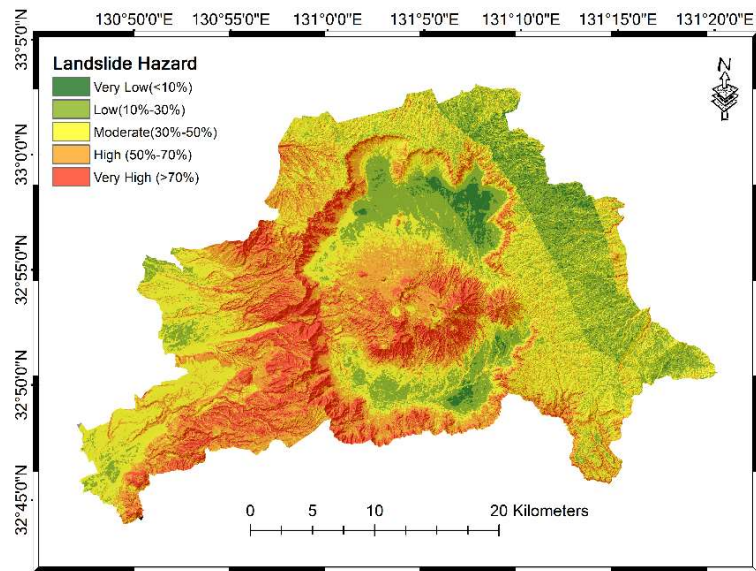 130°50'0"E 130°55'0"E 131°0'0"E 131°5'0"E 131°10'0"E 131°15'0"E 131°20'0"E
33°5'0"N
Landslide Hazard
Very Low(<10%)
Low(10%-30%)
Moderate(30%-50%)
High (50%-70%)
Very High (>70%)
N
33°0'0"N
32°55'0"N
32°50'0"N
32°45'0"N
0 5 10 20 Kilometers